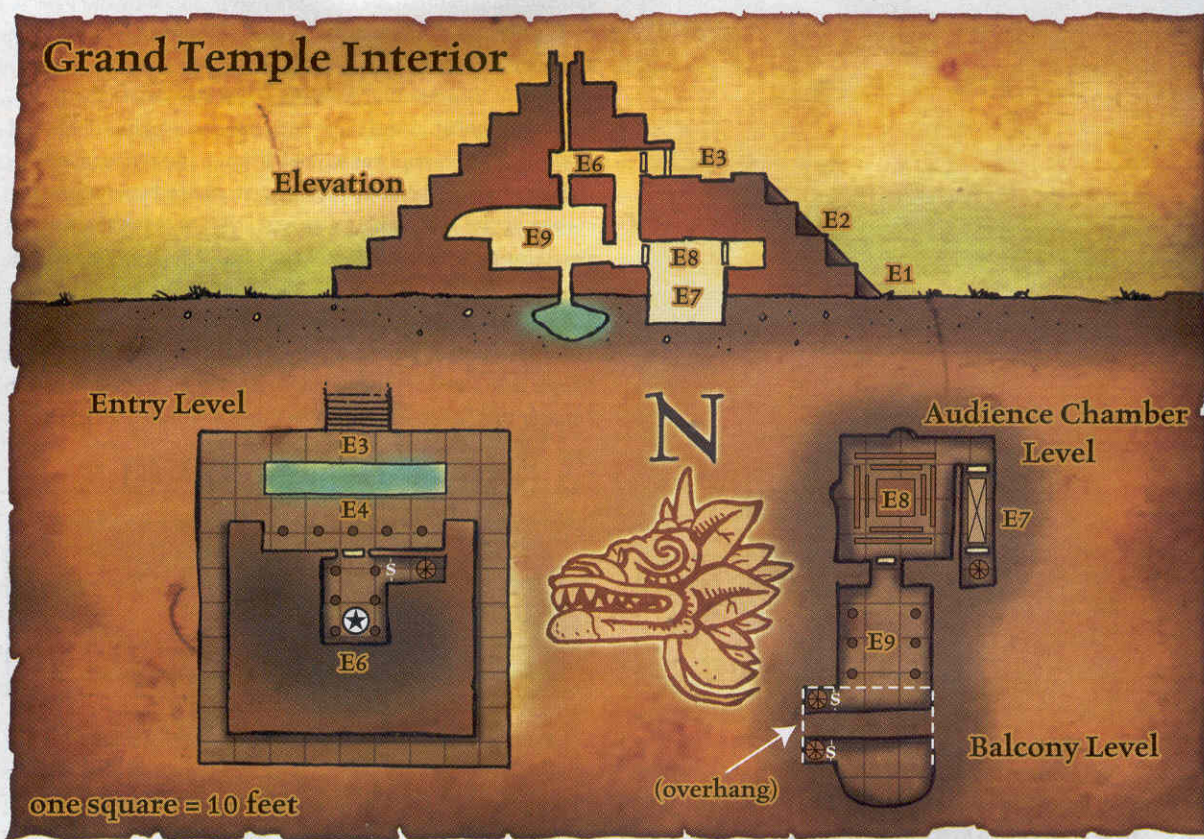 Grand Temple Interior
Elevation
E6
E3
E2
E9
E8
E1
E7
Entry Level
N
Audience Chamber
Level
E3
E4
S
E6
E8
E7
E9
S
S
Balcony Level
(overhang)
one square = 10 feet